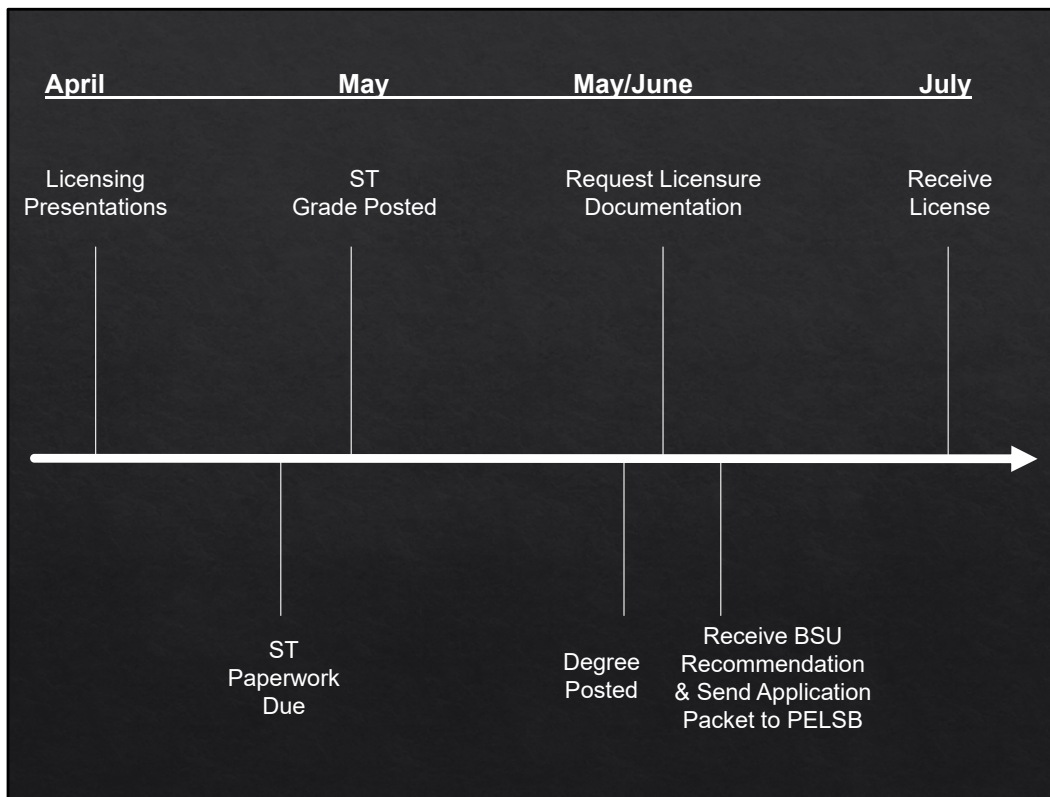 April May May/June July
Licensing
Presentations
ST
Grade Posted
Request Licensure
Documentation
Receive
License
ST
Paperwork
Due
Degree
Posted
Receive BSU
Recommendation
& Send Application
Packet to PELSB